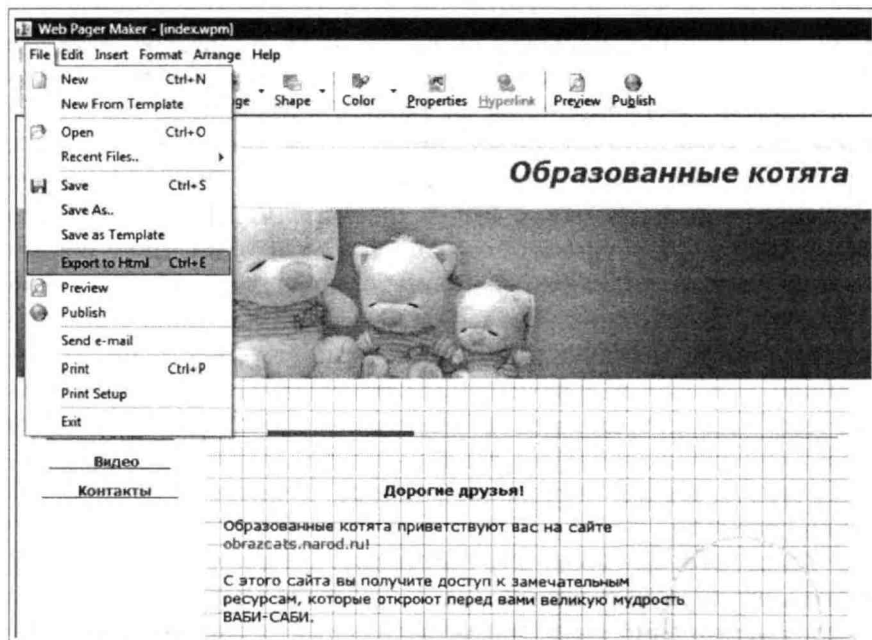 Web Pager Maker - [index.wpm]
File Edit Insert Format Arrange Help
New Ctrl+N
New From Template
Open Ctrl+O
Recent Files..
Save Ctrl+S
Save As..
Save as Template
Export to Html Ctrl+E
Preview
Publish
Send e-mail
Print Ctrl+P
Print Setup
Exit
Shape Color Properties Hyperlink Preview Publish
Образованные котята
Видео
Контакты
Дорогие друзья!
Образованные котята приветствуют вас на сайте
obrazcats.narod.ru!
С этого сайта вы получите доступ к замечательным
ресурсам, которые откроют перед вами великую мудрость
ВАБИ-САБИ.